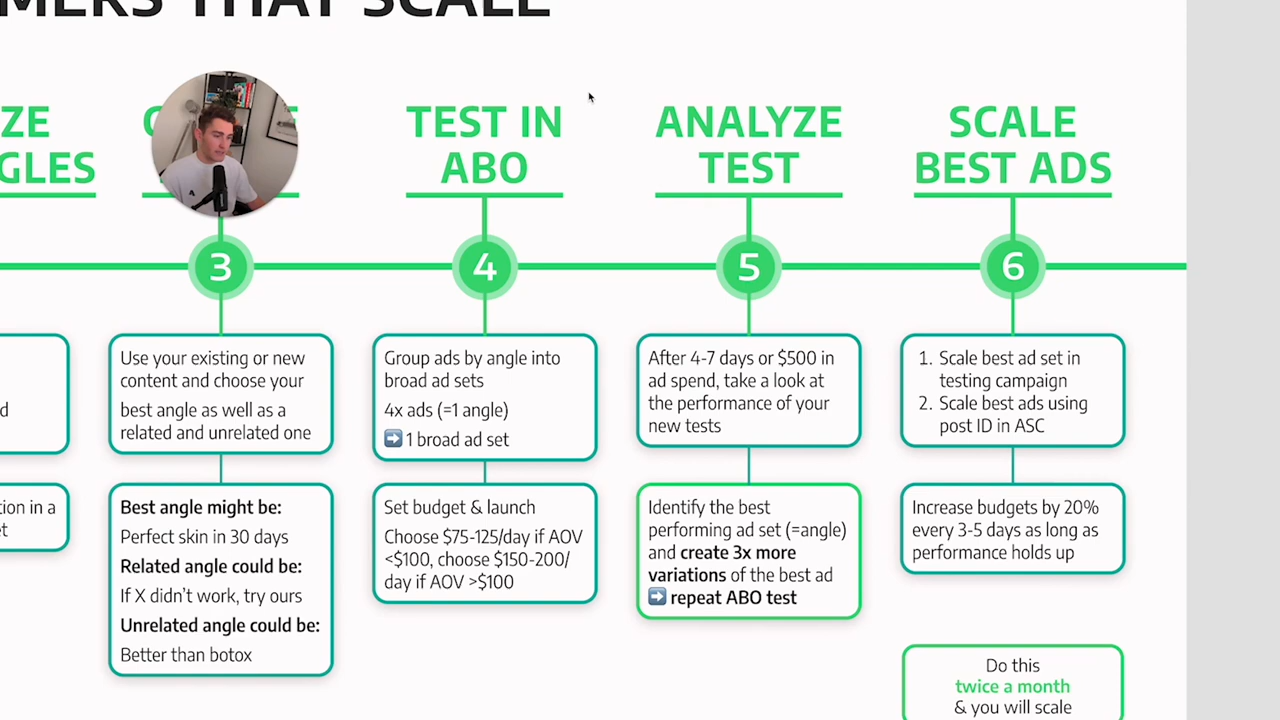 MERS THAT SCALE
ZE
GLES
TEST IN
ABO
ANALYZE
TEST
SCALE
BEST ADS
3
4
5
6
d
tion in a
et
Use your existing or new
content and choose your
best angle as well as a
related and unrelated one
Best angle might be:
Perfect skin in 30 days
Related angle could be:
If X didn’t work, try ours
Unrelated angle could be:
Better than botox
Group ads by angle into
broad ad sets
4x ads (=1 angle)
➡️ 1 broad ad set
Set budget & launch
Choose $75-125/day if AOV
<$100, choose $150-200/
day if AOV >$100
After 4-7 days or $500 in
ad spend, take a look at
the performance of your
new tests
Identify the best
performing ad set (=angle)
and create 3x more
variations of the best ad
➡️ repeat ABO test
1. Scale best ad set in
testing campaign
2. Scale best ads using
post ID in ASC
Increase budgets by 20%
every 3-5 days as long as
performance holds up
Do this
twice a month
& you will scale